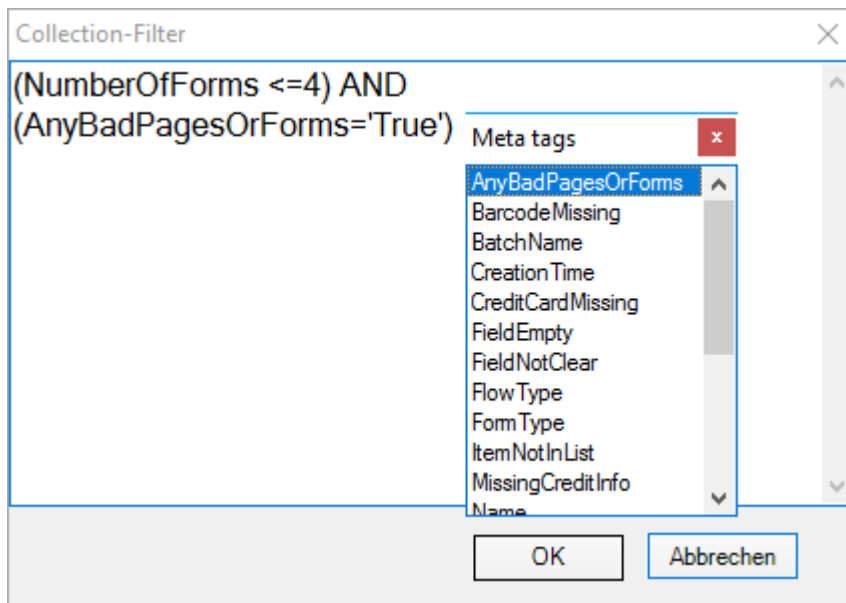 Collection-Filter
(NumberOfForms <=4) AND
(AnyBadPagesOrForms='True')
Meta tags
x
AnyBadPagesOrForms
BarcodeMissing
BatchName
CreationTime
CreditCardMissing
FieldEmpty
FieldNotClear
FlowType
FormType
ItemNotInList
MissingCreditInfo
Name
OK
Abbrechen